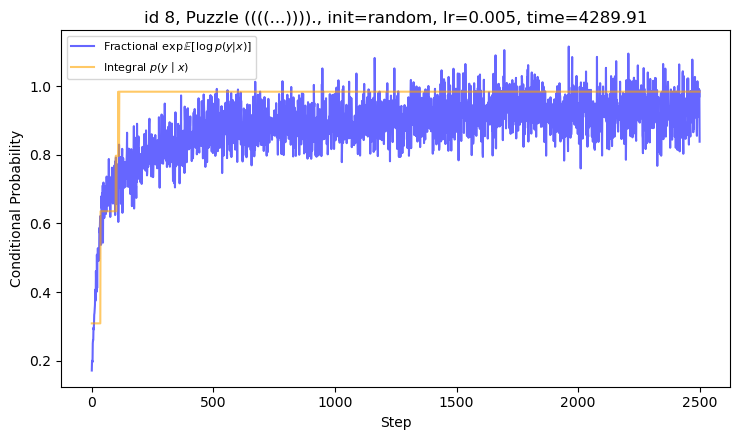 id 8, Puzzle ((((...))))., init=random, lr=0.005, time=4289.91
Fractional exp𝔼[log p(y|x)]
Integral p(y | x)
Conditional Probability
1.0
0.8
0.6
0.4
0.2
0
500
1000
1500
2000
2500
Step